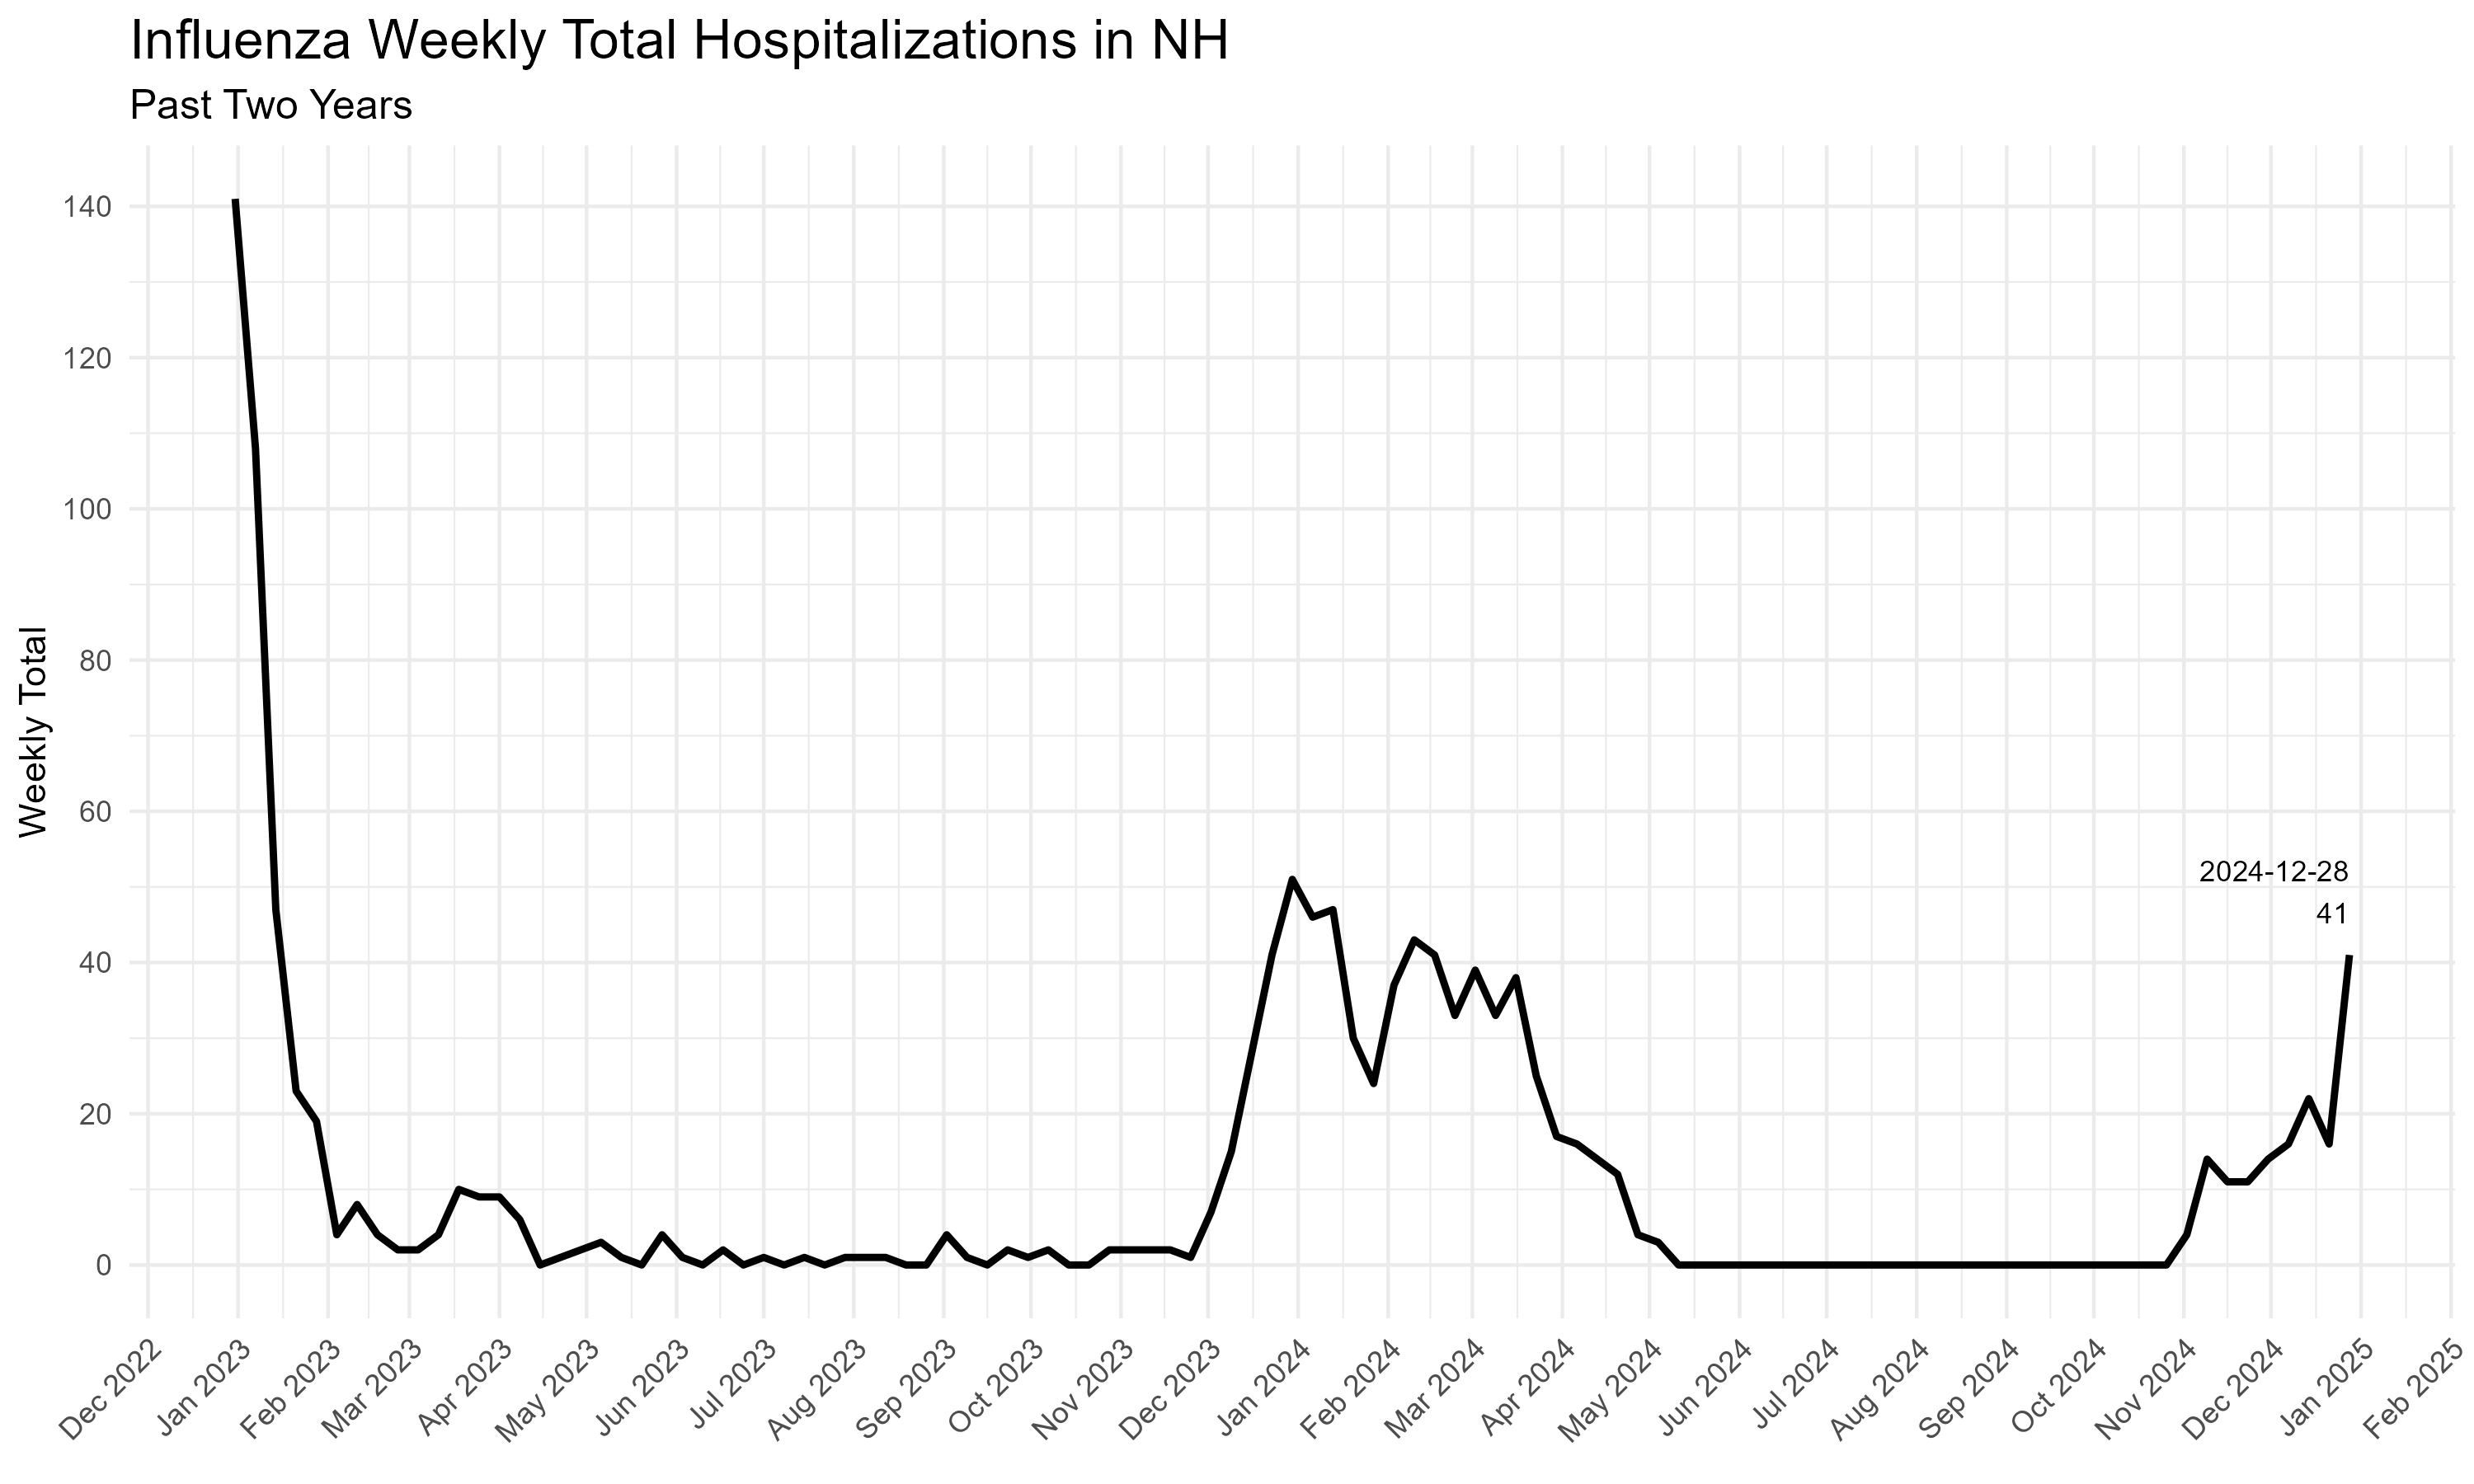 Influenza Weekly Total Hospitalizations in NH
Past Two Years
140
120
100
80
60
40
20
0
Weekly Total
2024-12-28
41
Dec 2022
Jan 2023
Feb 2023
Mar 2023
Apr 2023
May 2023
Jun 2023
Jul 2023
Aug 2023
Sep 2023
Oct 2023
Nov 2023
Dec 2023
Jan 2024
Feb 2024
Mar 2024
Apr 2024
May 2024
Jun 2024
Jul 2024
Aug 2024
Sep 2024
Oct 2024
Nov 2024
Dec 2024
Jan 2025
Feb 2025